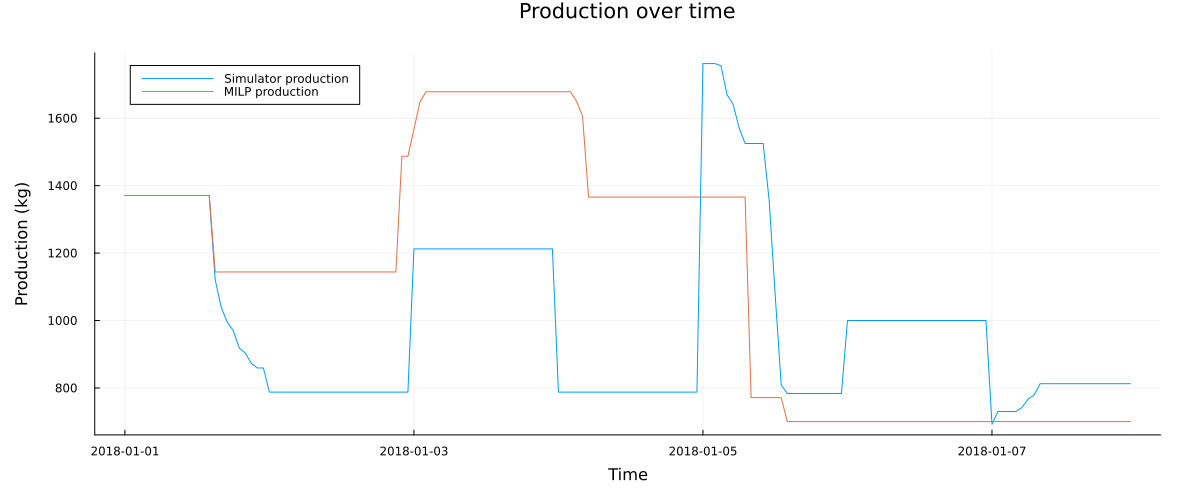 Production over time
Simulator production
MILP production
Production (kg)
1600
1400
1200
1000
800
2018-01-01
2018-01-03
2018-01-05
2018-01-07
Time